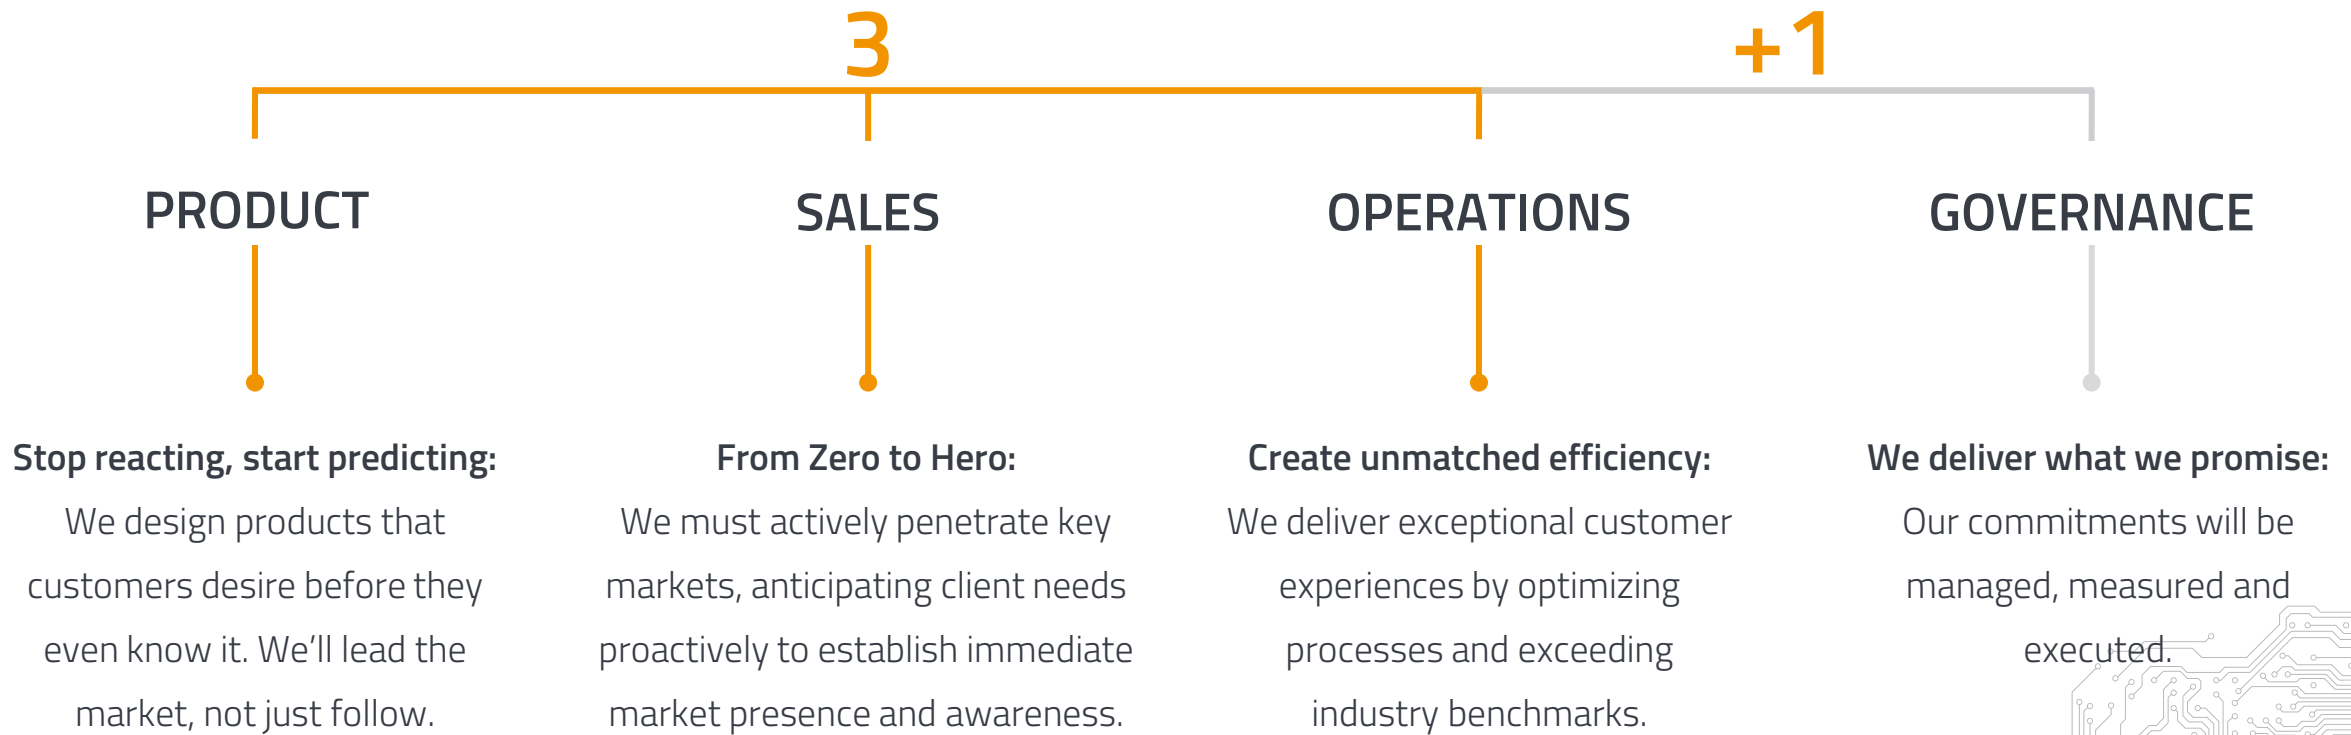 3
+1
PRODUCT
SALES
OPERATIONS
GOVERNANCE
Stop reacting, start predicting:
We design products that
customers desire before they
even know it. We'll lead the
market, not just follow.
From Zero to Hero:
We must actively penetrate key
markets, anticipating client needs
proactively to establish immediate
market presence and awareness.
Create unmatched efficiency:
We deliver exceptional customer
experiences by optimizing
processes and exceeding
industry benchmarks.
We deliver what we promise:
Our commitments will be
managed, measured and
executed.